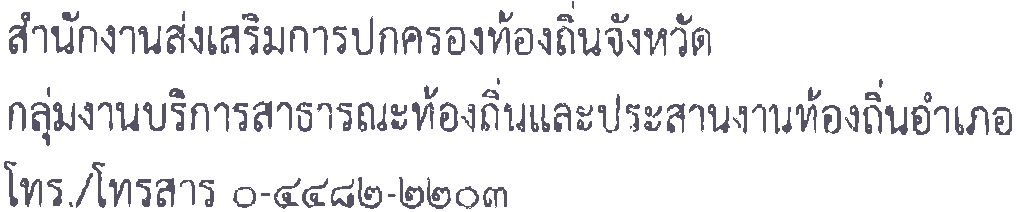 สำนักงานส่งเสริมการปกครองท้องถิ่นจังหวัด
กลุ่มงานบริการสาธารณะท้องถิ่นและประสานงานท้องถิ่นอำเภอ
โทร./โทรสาร ๐-๔๔๘๒-๒๒๐๓